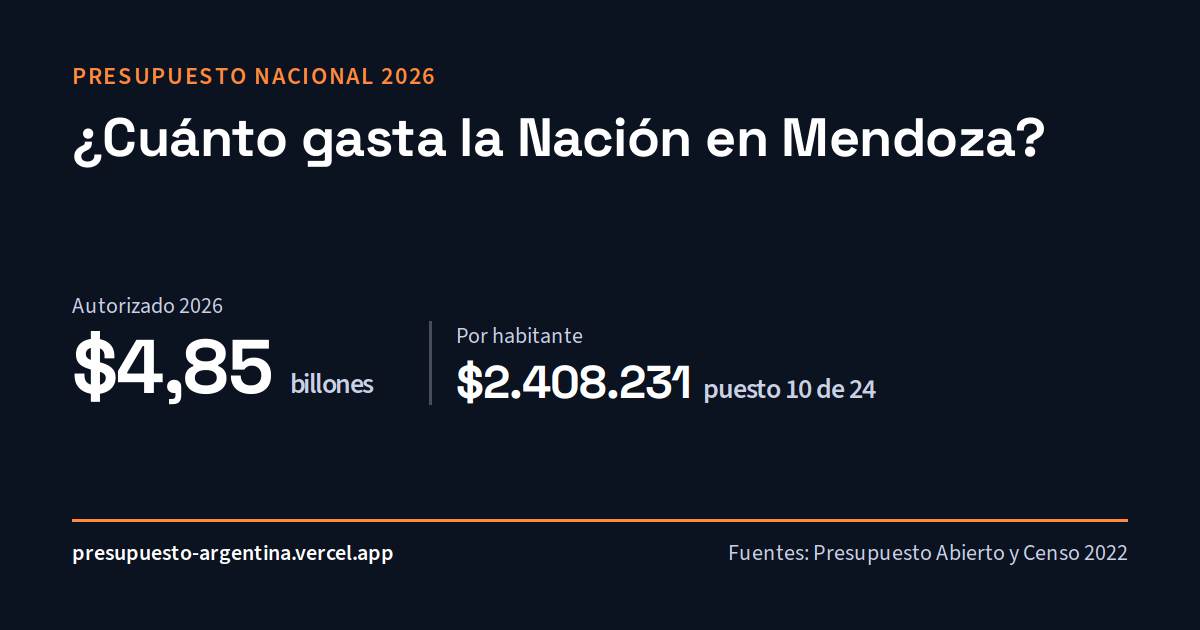 PRESUPUESTO NACIONAL 2026
¿Cuánto gasta la Nación en Mendoza?
Autorizado 2026
$4,85 billones
Por habitante
$2.408.231 puesto 10 de 24
presupuesto-argentina.vercel.app
Fuentes: Presupuesto Abierto y Censo 2022